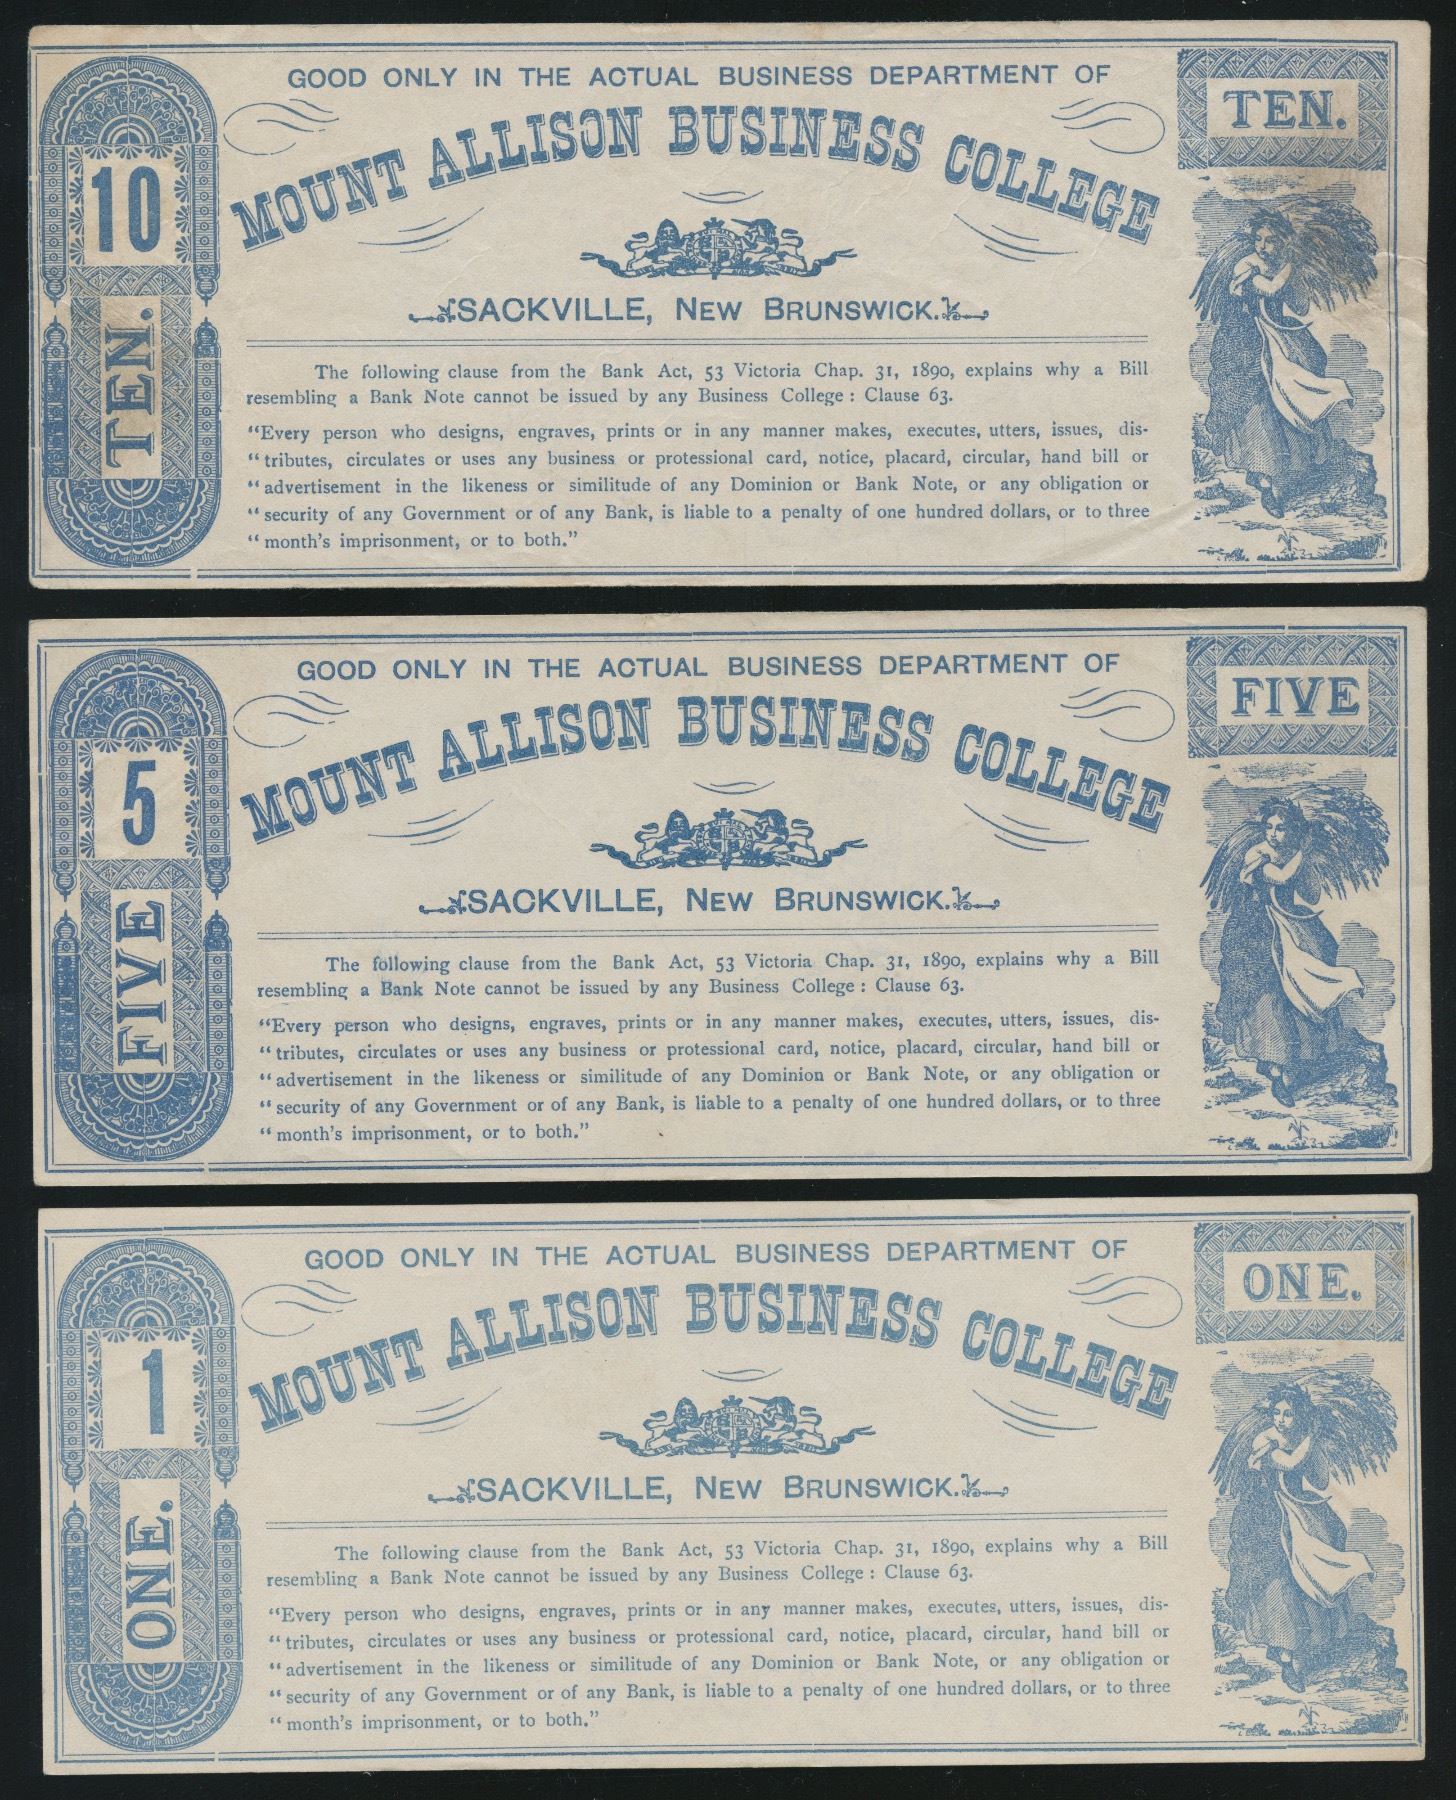 GOOD ONLY IN THE ACTUAL BUSINESS DEPARTMENT OF
TEN.
MOUNT ALLISON BUSINESS COLLEGE
10
SACKVILLE, NEW BRUNSWICK.
TEN.
The following clause from the Bank Act, 53 Victoria Chap. 31, 1890, explains why a Bill
resembling a Bank Note cannot be issued by any Business College : Clause 63.
"Every person who designs, engraves, prints or in any manner makes, executes, utters, issues, dis-
"tributes, circulates or uses any business or protessional card, notice, placard, circular, hand bill or
"advertisement in the likeness or similitude of any Dominion or Bank Note, or any obligation or
"security of any Government or of any Bank, is liable to a penalty of one hundred dollars, or to three
"month's imprisonment, or to both."
GOOD ONLY IN THE ACTUAL BUSINESS DEPARTMENT OF
FIVE
MOUNT ALLISON BUSINESS COLLEGE
5
SACKVILLE, NEW BRUNSWICK.
FIVE
The following clause from the Bank Act, 53 Victoria Chap. 31, 1890, explains why a Bill
resembling a Bank Note cannot be issued by any Business College : Clause 63.
"Every person who designs, engraves, prints or in any manner makes, executes, utters, issues, dis-
"tributes, circulates or uses any business or protessional card, notice, placard, circular, hand bill or
"advertisement in the likeness or similitude of any Dominion or Bank Note, or any obligation or
"security of any Government or of any Bank, is liable to a penalty of one hundred dollars, or to three
"month's imprisonment, or to both."
GOOD ONLY IN THE ACTUAL BUSINESS DEPARTMENT OF
ONE.
MOUNT ALLISON BUSINESS COLLEGE
1
SACKVILLE, NEW BRUNSWICK.
ONE.
The following clause from the Bank Act, 53 Victoria Chap. 31, 1890, explains why a Bill
resembling a Bank Note cannot be issued by any Business College : Clause 63.
"Every person who designs, engraves, prints or in any manner makes, executes, utters, issues, dis-
"tributes, circulates or uses any business or protessional card, notice, placard, circular, hand bill or
"advertisement in the likeness or similitude of any Dominion or Bank Note, or any obligation or
"security of any Government or of any Bank, is liable to a penalty of one hundred dollars, or to three
"month's imprisonment, or to both."